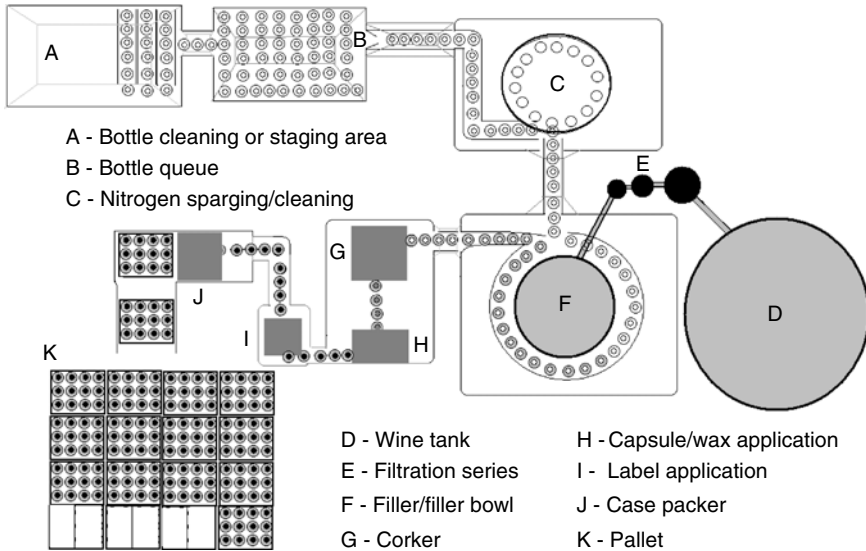 A
B
C
A - Bottle cleaning or staging area
B - Bottle queue
C - Nitrogen sparging/cleaning
E
G
J
F
D
I
H
K
D - Wine tank
E - Filtration series
F - Filler/filler bowl
G - Corker
H - Capsule/wax application
I - Label application
J - Case packer
K - Pallet